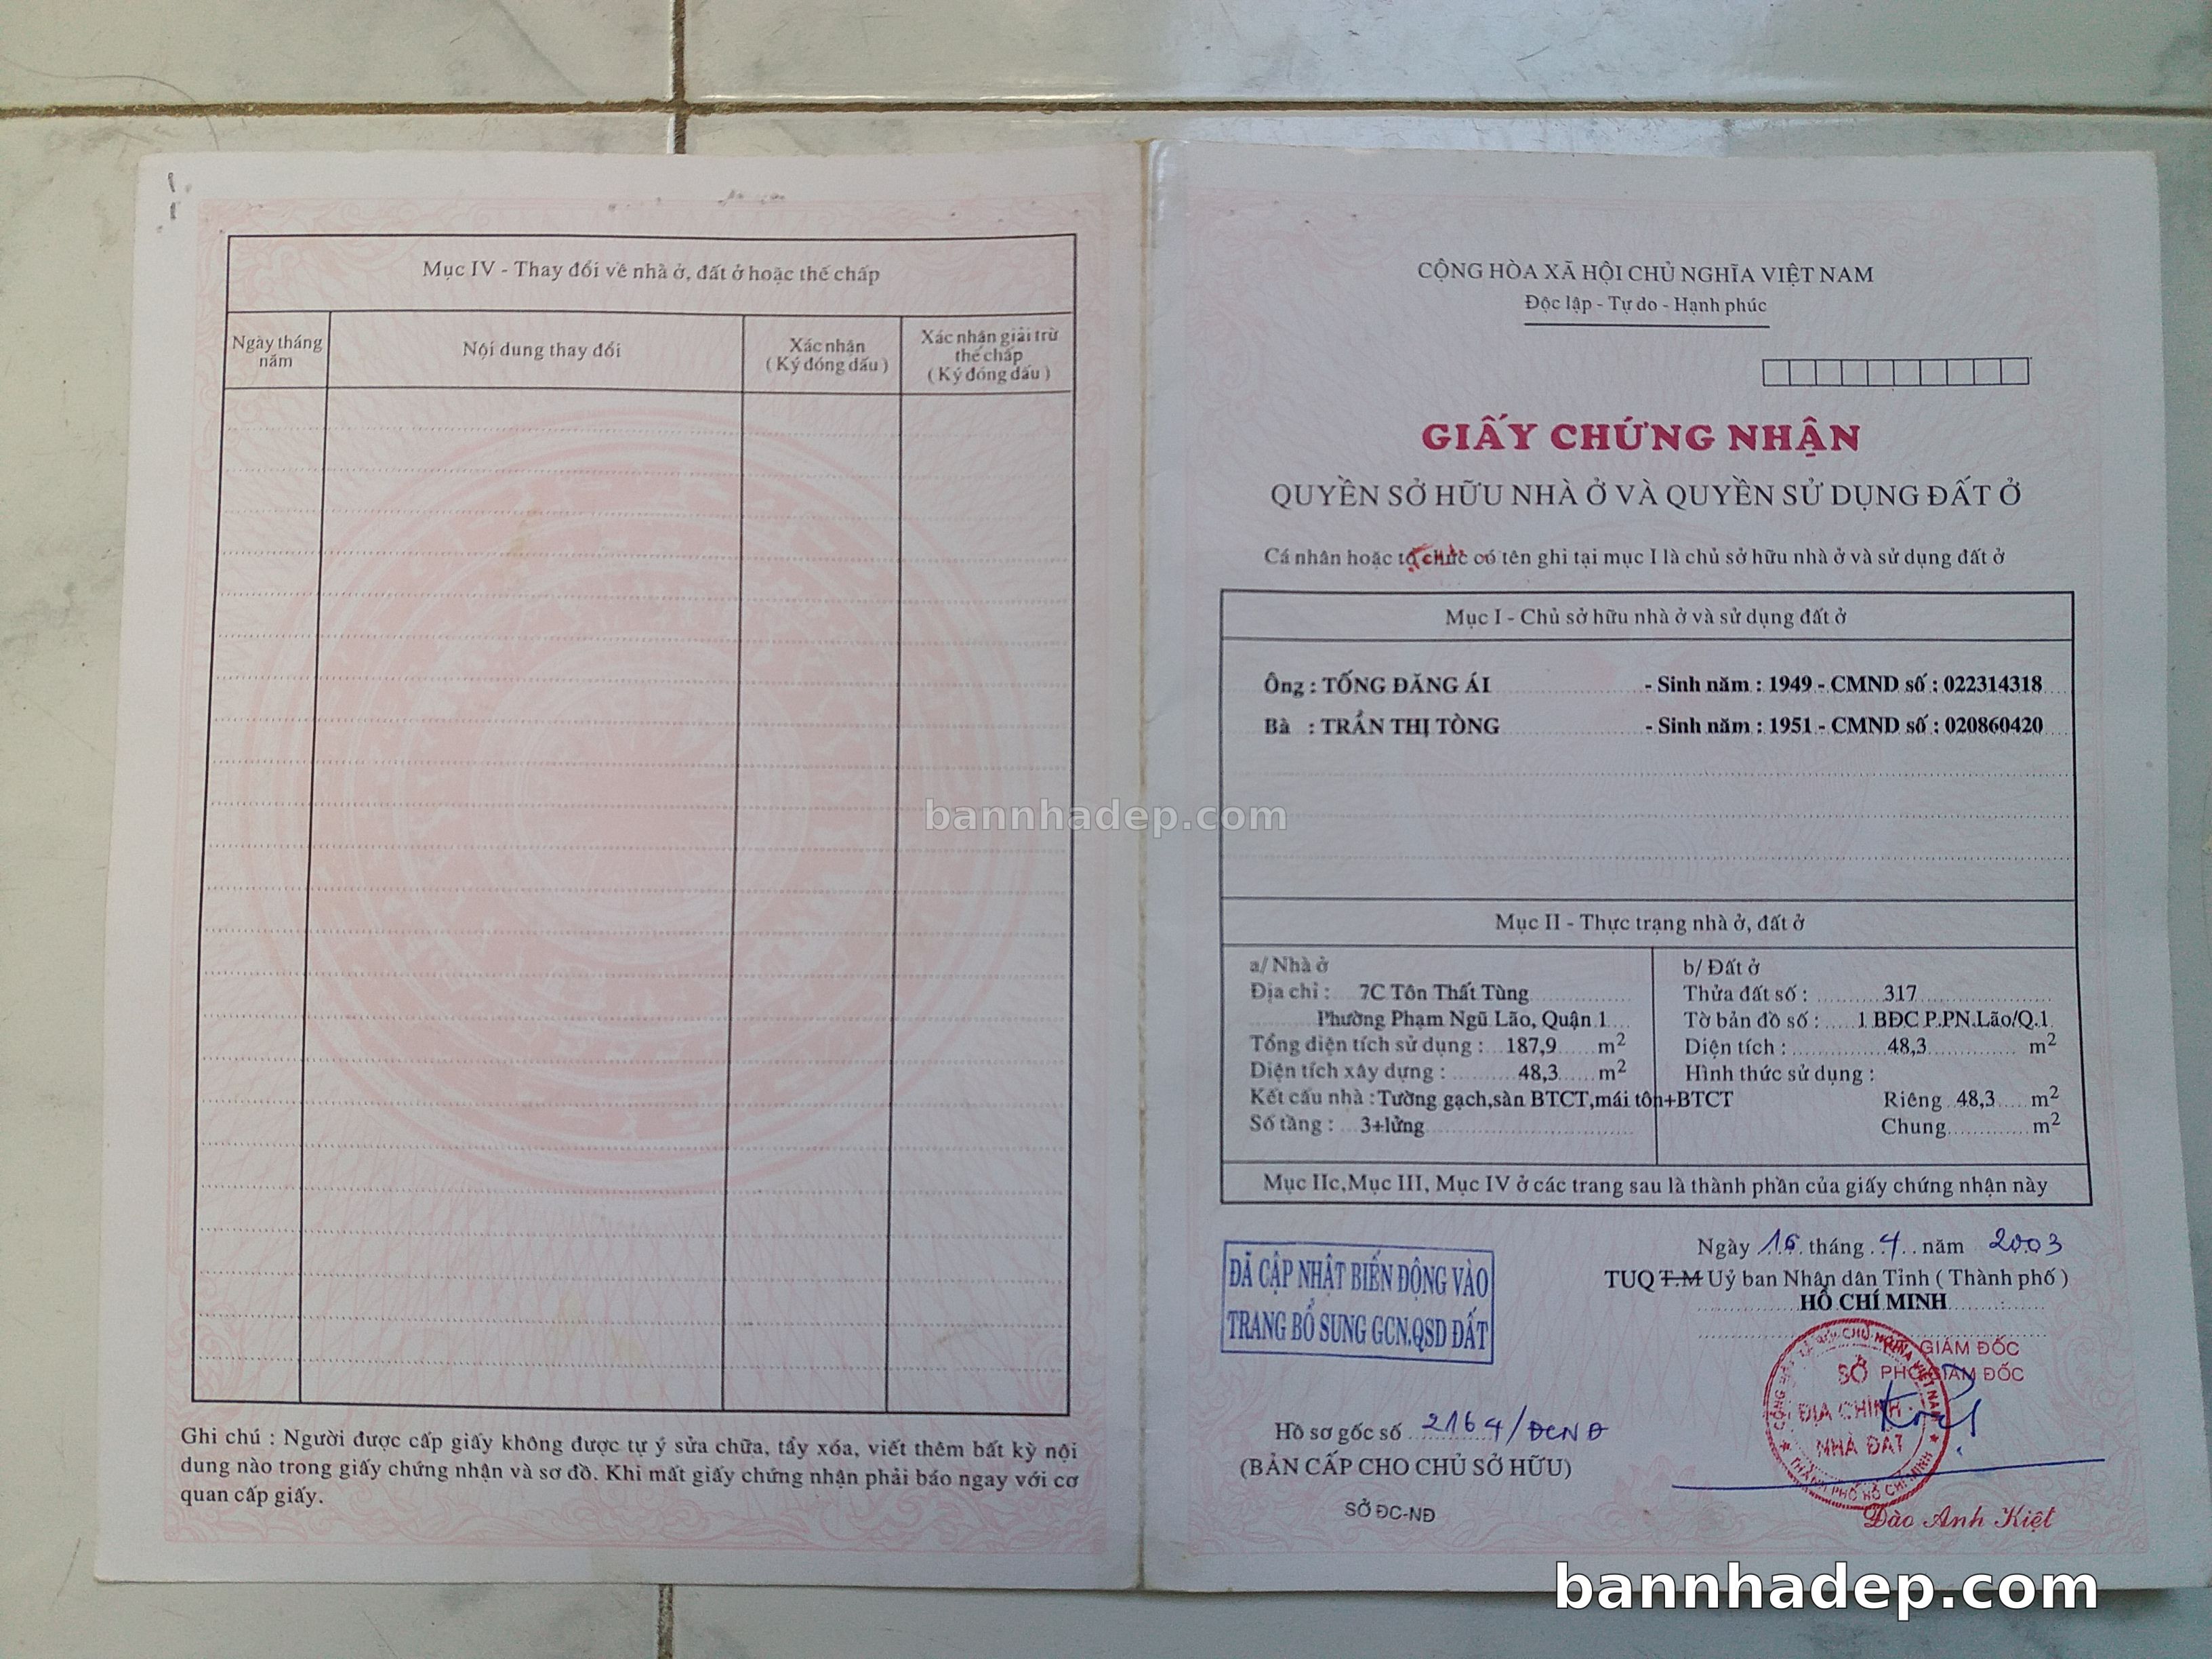 Mục IV - Thay đổi về nhà ở, đất ở hoặc thế chấp
Ngày tháng năm
Nội dung thay đổi
Xác nhận
( Ký đóng dấu )
Xác nhận giải trừ
thế chấp
( Ký đóng dấu )
Ghi chú : Người được cấp giấy không được tự ý sửa chữa, tẩy xóa, viết thêm bất kỳ nội
dung nào trong giấy chứng nhận và sơ đồ. Khi mất giấy chứng nhận phải báo ngay với cơ
quan cấp giấy.
CỘNG HÒA XÃ HỘI CHỦ NGHĨA VIỆT NAM
Độc lập - Tự do - Hạnh phúc
GIẤY CHỨNG NHẬN
QUYỀN SỞ HỮU NHÀ Ở VÀ QUYỀN SỬ DỤNG ĐẤT Ở
Cá nhân hoặc tổ chức có tên ghi tại mục I là chủ sở hữu nhà ở và sử dụng đất ở
Mục I - Chủ sở hữu nhà ở và sử dụng đất ở
Ông : TỐNG ĐĂNG ÁI - Sinh năm : 1949 - CMND số : 022314318
Bà : TRẦN THỊ TÒNG - Sinh năm : 1951 - CMND số : 020860420
Mục II - Thực trạng nhà ở, đất ở
a/ Nhà ở
Địa chỉ : 7C Tôn Thất Tùng
Phường Phạm Ngũ Lão, Quận 1
Tổng diện tích sử dụng : 187,9 m2
Diện tích xây dựng : 48,3 m2
Kết cấu nhà : Tường gạch,sàn BTCT,mái tôn+BTCT
Số tầng : 3+lửng
b/ Đất ở
Thửa đất số : 317
Tờ bản đồ số : 1 BĐC P.PN.Lão/Q.1
Diện tích : 48,3 m2
Hình thức sử dụng :
Riêng 48,3 m2
Chung m2
Mục IIc,Mục III, Mục IV ở các trang sau là thành phần của giấy chứng nhận này
Ngày 16 tháng 4 năm 2003
TUQ T.M Uỷ ban Nhân dân Tỉnh ( Thành phố )
HỒ CHÍ MINH
GIÁM ĐỐC
PHÓ GIÁM ĐỐC
SỞ
ĐỊA CHÍNH
NHÀ ĐẤT
THÀNH PHỐ HỒ CHÍ MINH
Đào Anh Kiệt
ĐÃ CẬP NHẬT BIẾN ĐỘNG VÀO
TRANG BỔ SUNG GCN.QSD ĐẤT
Hồ sơ gốc số 2164/ĐCNĐ
(BẢN CẤP CHO CHỦ SỞ HỮU)
SỞ ĐC-NĐ
bannhadep.com
bannhadep.com